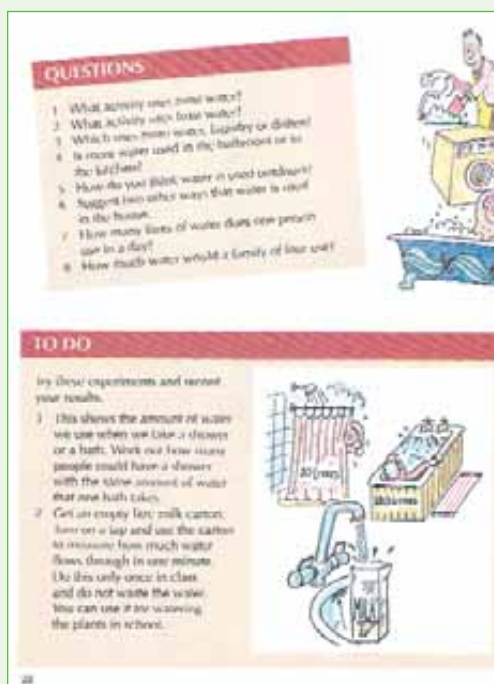 QUESTIONS
1 What activity uses most water?
2 What activity uses least water?
3 Which uses more water, laundry or dishes?
4 Is more water used in the bathroom or in
the kitchen?
5 How do you think water is used outdoors?
6 Suggest two other ways that water is used
in the house.
7 How many litres of water does one person
use in a day?
8 How much water would a family of four use?
TO DO
Try these experiments and record
your results.
1 This shows the amount of water
we use when we take a shower
or a bath. Work out how many
people could have a shower
with the same amount of water
that one bath takes.
2 Get an empty litre milk carton.
Turn on a tap and use the carton
to measure how much water
flows through in one minute.
Do this only once in class
and do not waste the water.
You can use it for watering
the plants in school.
MILK